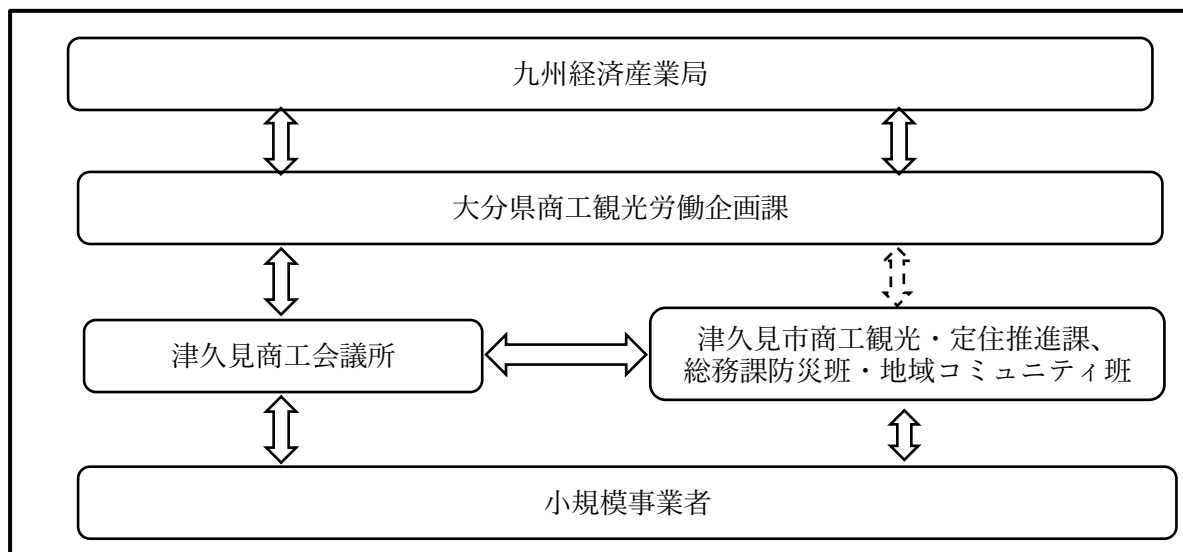 九州経済産業局
大分県商工観光労働企画課
津久見商工会議所
津久見市商工観光・定住推進課、
総務課防災班・地域コミュニティ班
小規模事業者